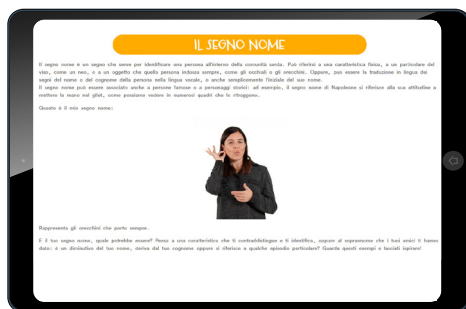 IL SEGNO NOME
Il segno nome è un segno che serve per identificare una persona all'interno della comunità sorda. Può riferirsi a una caratteristica fisica, a un particolare del
viso, come un neo, o a un oggetto che quella persona indossa sempre, come gli occhiali o gli orecchini. Oppure, può essere la traduzione in lingua dei
segni del nome o del cognome della persona nella lingua vocale, o anche semplicemente l'iniziale del suo nome.
Il segno nome può essere associato anche a persone famose o a personaggi storici: ad esempio, il segno nome di Napoleone si riferisce alla sua attitudine a
mettere la mano nel gilet, come possiamo vedere in numerosi quadri che lo ritraggono.
Questo è il mio segno nome:
Rappresenta gli orecchini che porto sempre.
E il tuo segno nome, quale potrebbe essere? Pensa a una caratteristica che ti contraddistingue e ti identifica, oppure al soprannome che i tuoi amici ti hanno
dato: è un diminutivo del tuo nome, deriva dal tuo cognome oppure si riferisce a qualche episodio particolare? Guarda questi esempi e lasciati ispirare!